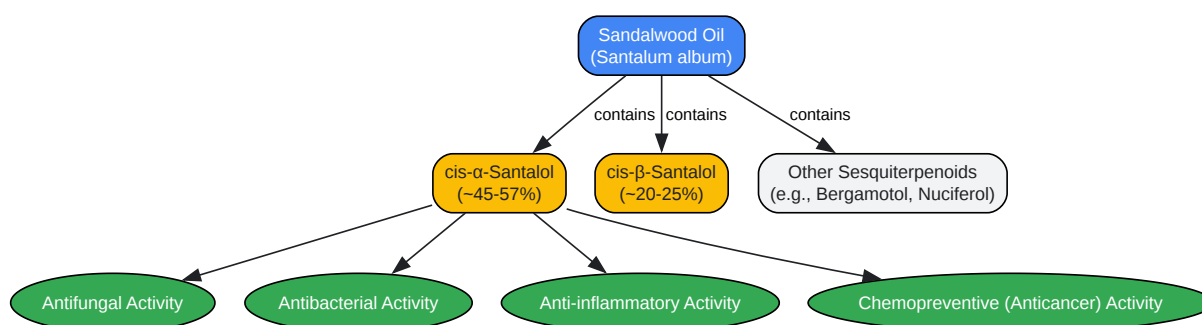 Sandalwood Oil
(Santalum album)
contains
contains
contains
cis-α-Santalol
(~45-57%)
cis-β-Santalol
(~20-25%)
Other Sesquiterpenoids
(e.g., Bergamotol, Nuciferol)
Antifungal Activity
Antibacterial Activity
Anti-inflammatory Activity
Chemopreventive (Anticancer) Activity